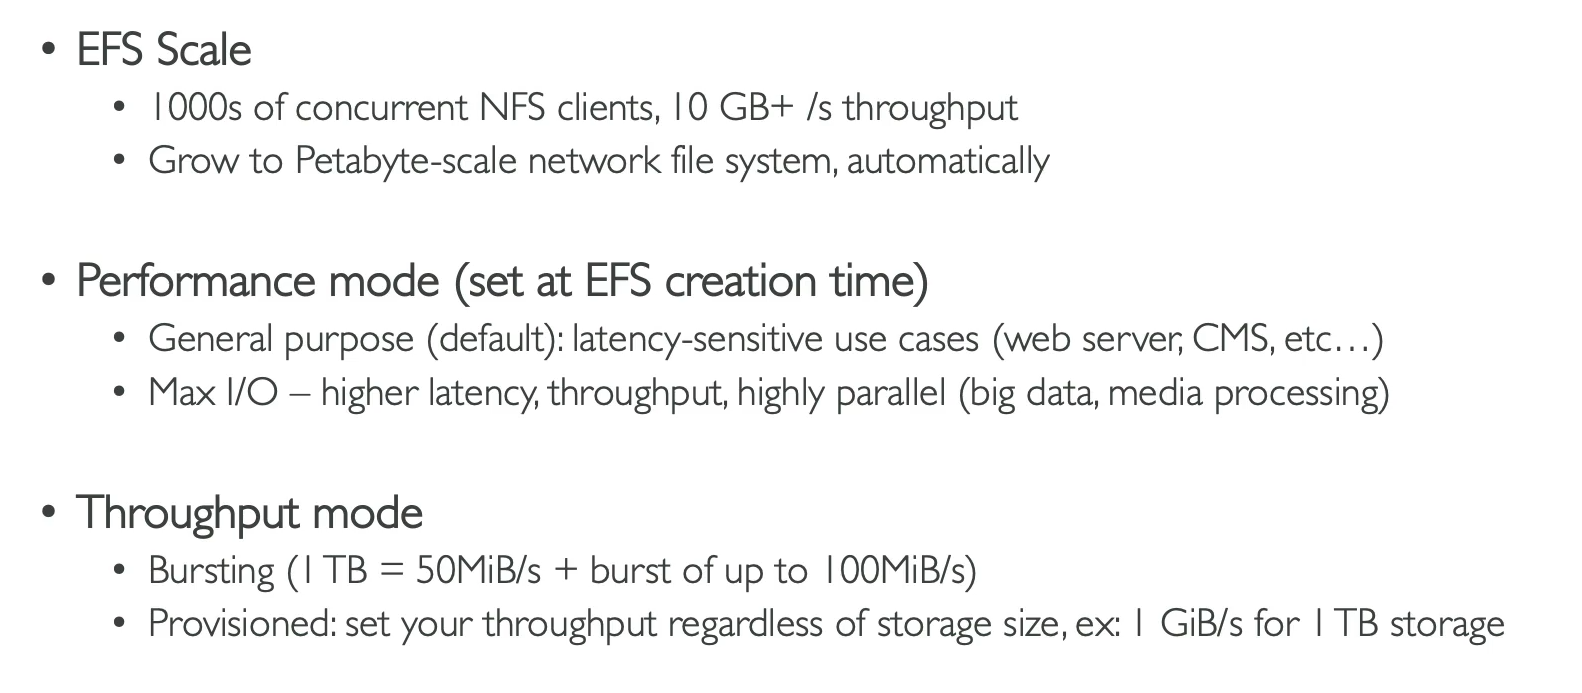 • EFS Scale
• 1000s of concurrent NFS clients, 10 GB+ /s throughput
• Grow to Petabyte-scale network file system, automatically
• Performance mode (set at EFS creation time)
• General purpose (default): latency-sensitive use cases (web server, CMS, etc…)
• Max I/O – higher latency, throughput, highly parallel (big data, media processing)
• Throughput mode
• Bursting (1 TB = 50MiB/s + burst of up to 100MiB/s)
• Provisioned: set your throughput regardless of storage size, ex: 1 GiB/s for 1 TB storage